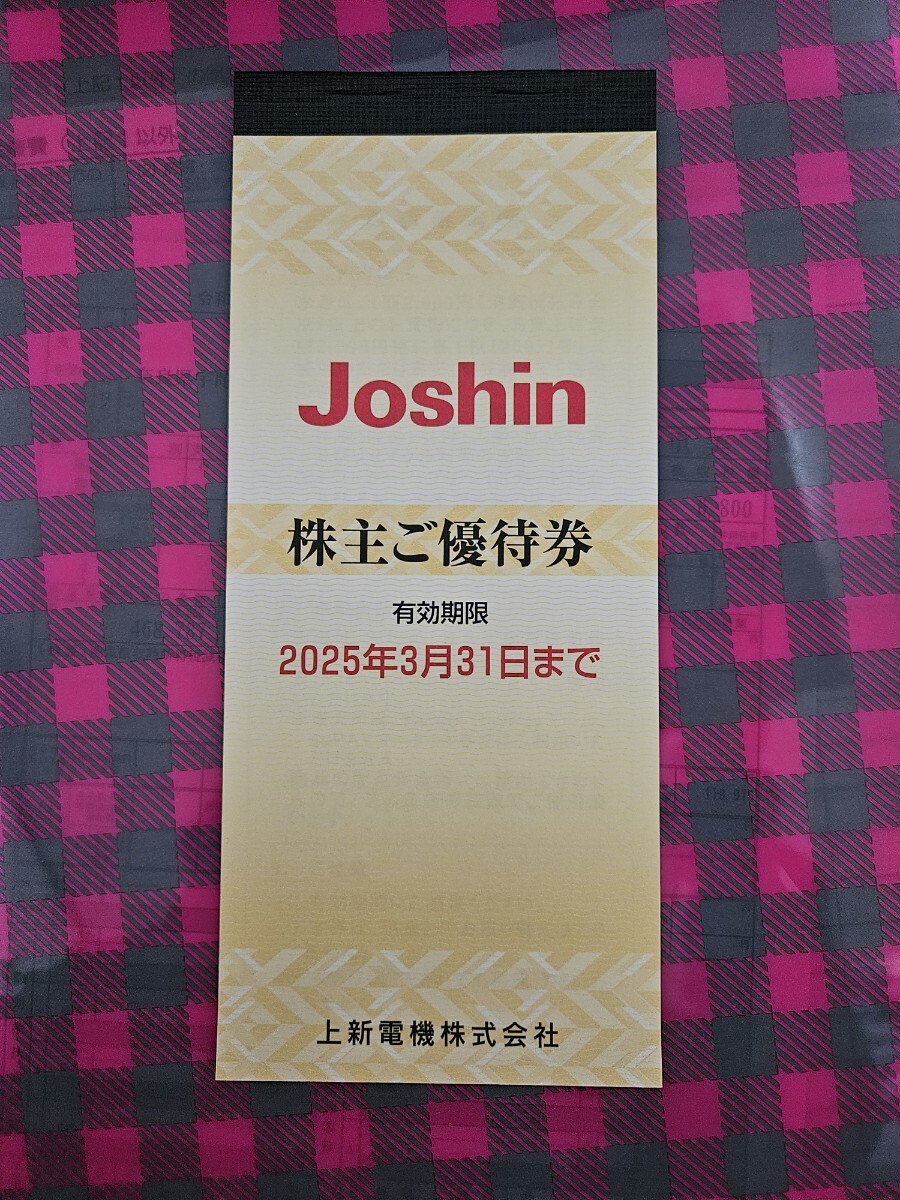 Joshin
株主ご優待券
有効期限
2025年3月31日まで
上新電機株式会社